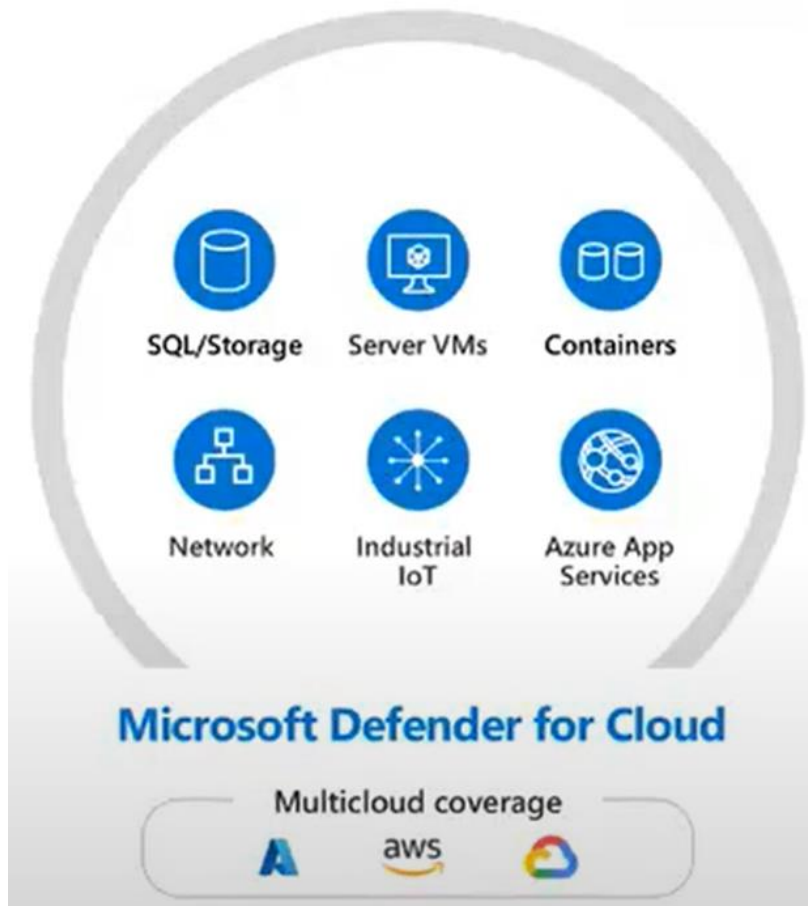 SQL/Storage
Server VMs
Containers
Network
Industrial
IoT
Azure App
Services
Microsoft Defender for Cloud
Multicloud coverage
aws